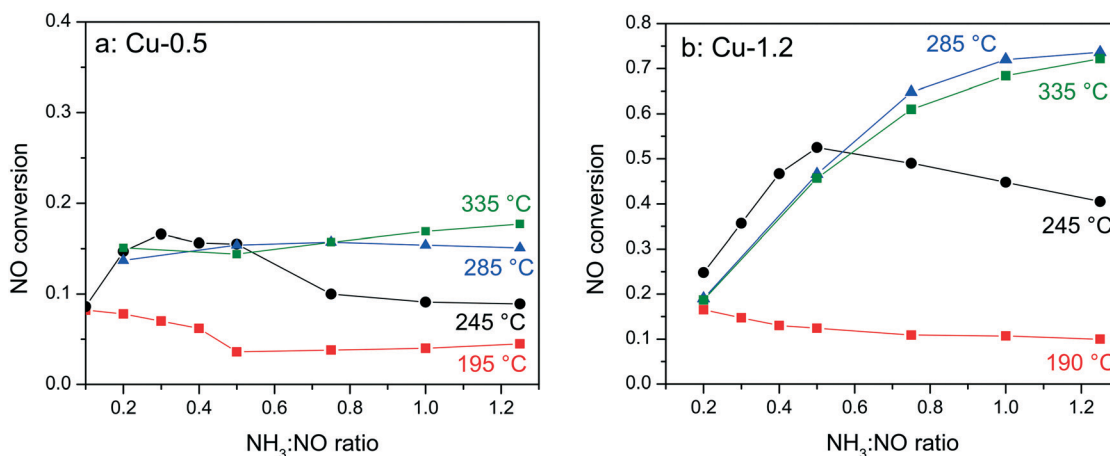 a: Cu-0.5
NO conversion
0.4
0.3
0.2
0.1
0.0
335 °C
285 °C
245 °C
195 °C
0.2 0.4 0.6 0.8 1.0 1.2
NH₃:NO ratio
b: Cu-1.2
NO conversion
0.8
0.7
0.6
0.5
0.4
0.3
0.2
0.1
0.0
285 °C
335 °C
245 °C
190 °C
0.2 0.4 0.6 0.8 1.0 1.2
NH₃:NO ratio